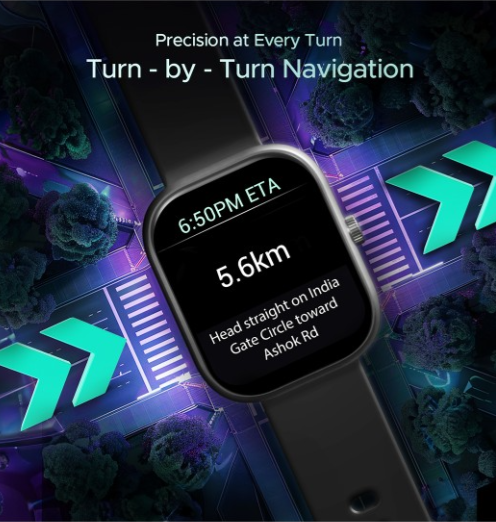 Precision at Every Turn
Turn - by - Turn Navigation
6:50PM ETA
5.6km
Head straight on India
Gate Circle toward
Ashok Rd